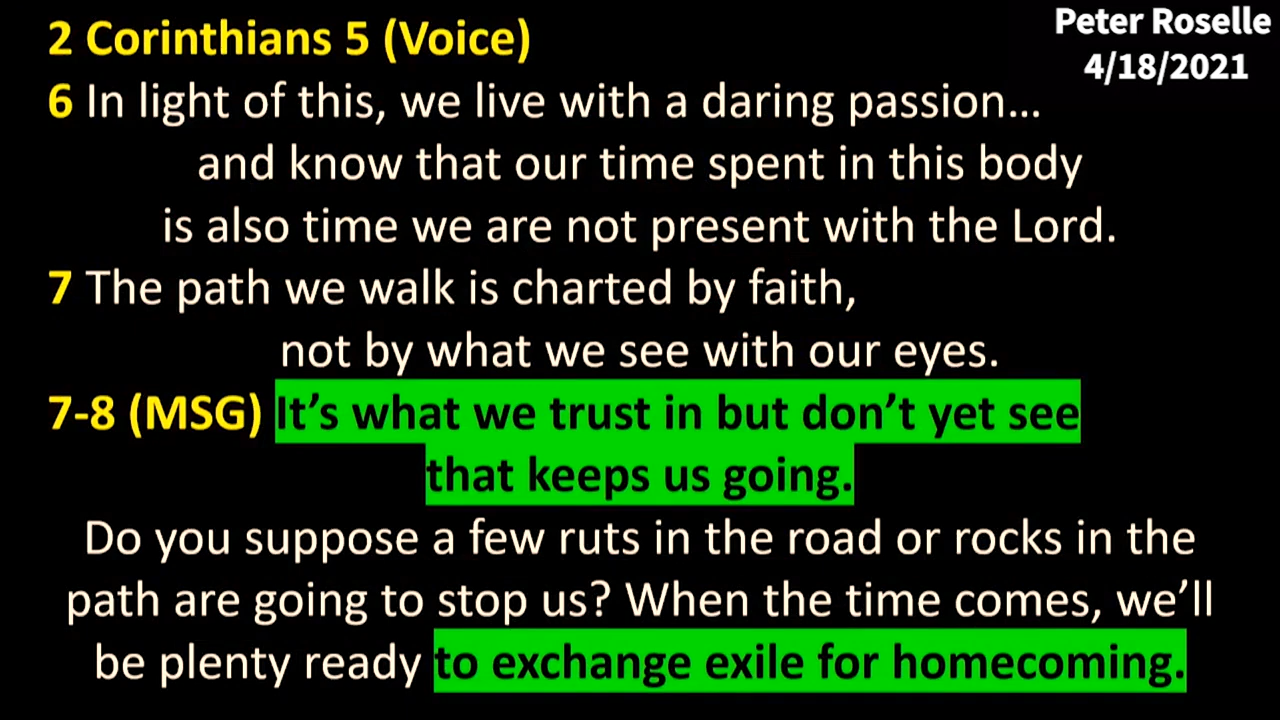 2 Corinthians 5 (Voice)
Peter Roselle
4/18/2021
6 In light of this, we live with a daring passion...
and know that our time spent in this body
is also time we are not present with the Lord.
7 The path we walk is charted by faith,
not by what we see with our eyes.
7-8 (MSG) It’s what we trust in but don’t yet see
that keeps us going.
Do you suppose a few ruts in the road or rocks in the
path are going to stop us? When the time comes, we’ll
be plenty ready to exchange exile for homecoming.